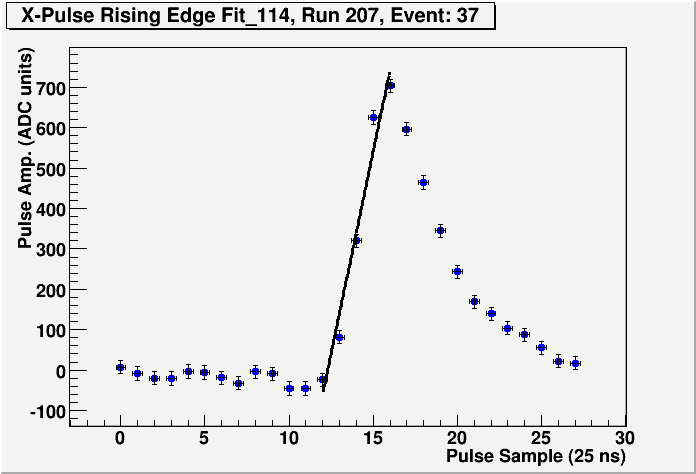 X-Pulse Rising Edge Fit_114, Run 207, Event: 37
Pulse Amp. (ADC units)
700
600
500
400
300
200
100
0
-100
0 5 10 15 20 25 30
Pulse Sample (25 ns)